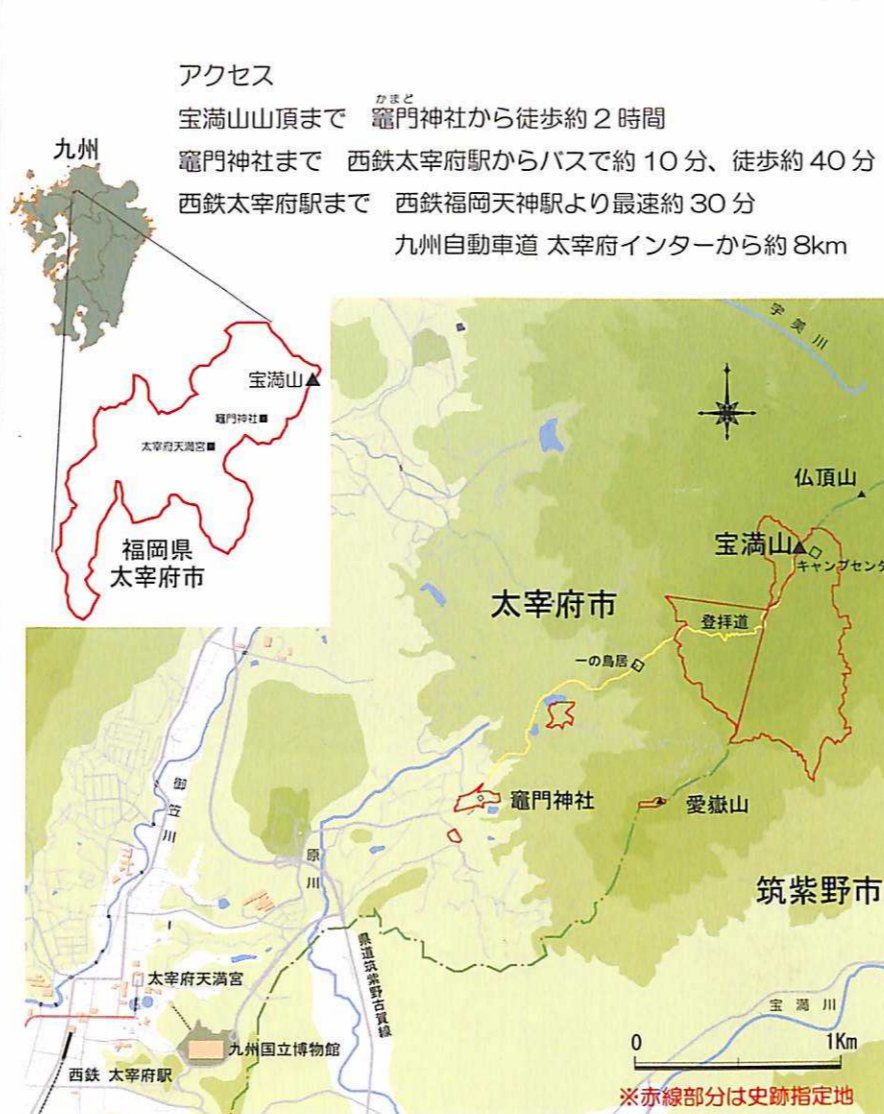 アクセス
かまど
宝満山山頂まで 竈門神社から徒歩約2時間
竈門神社まで 西鉄太宰府駅からバスで約10分、徒歩約40分
西鉄太宰府駅まで 西鉄福岡天神駅より最速約30分
九州自動車道 太宰府インターから約8km
九州
宝満山
竈門神社
太宰府天満宮
福岡県
太宰府市
宇美川
仏頂山
宝満山
キャンプセンタ
太宰府市
登拝道
一の鳥居
竈門神社
愛嶽山
御笠川
原川
筑紫野市
県道筑紫野古賀線
太宰府天満宮
九州国立博物館
西鉄 太宰府駅
宝満川
0 1Km
※赤線部分は史跡指定地